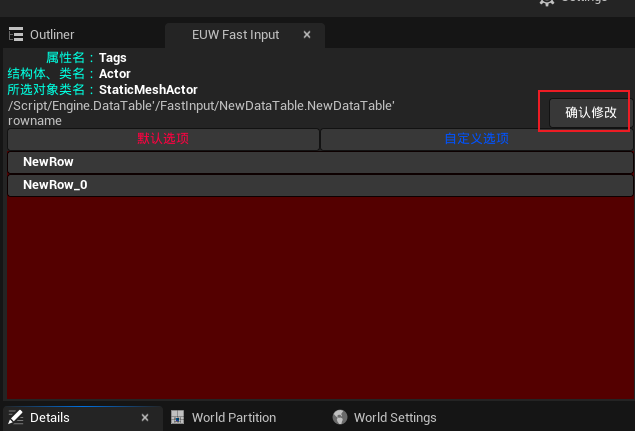 Outliner
EUW Fast Input
属性名 : Tags
结构体、类名 : Actor
所选对象类名 : StaticMeshActor
/Script/Engine.DataTable'/FastInput/NewDataTable.NewDataTable'
rowname
确认修改
默认选项
自定义选项
NewRow
NewRow_0
Details
World Partition
World Settings